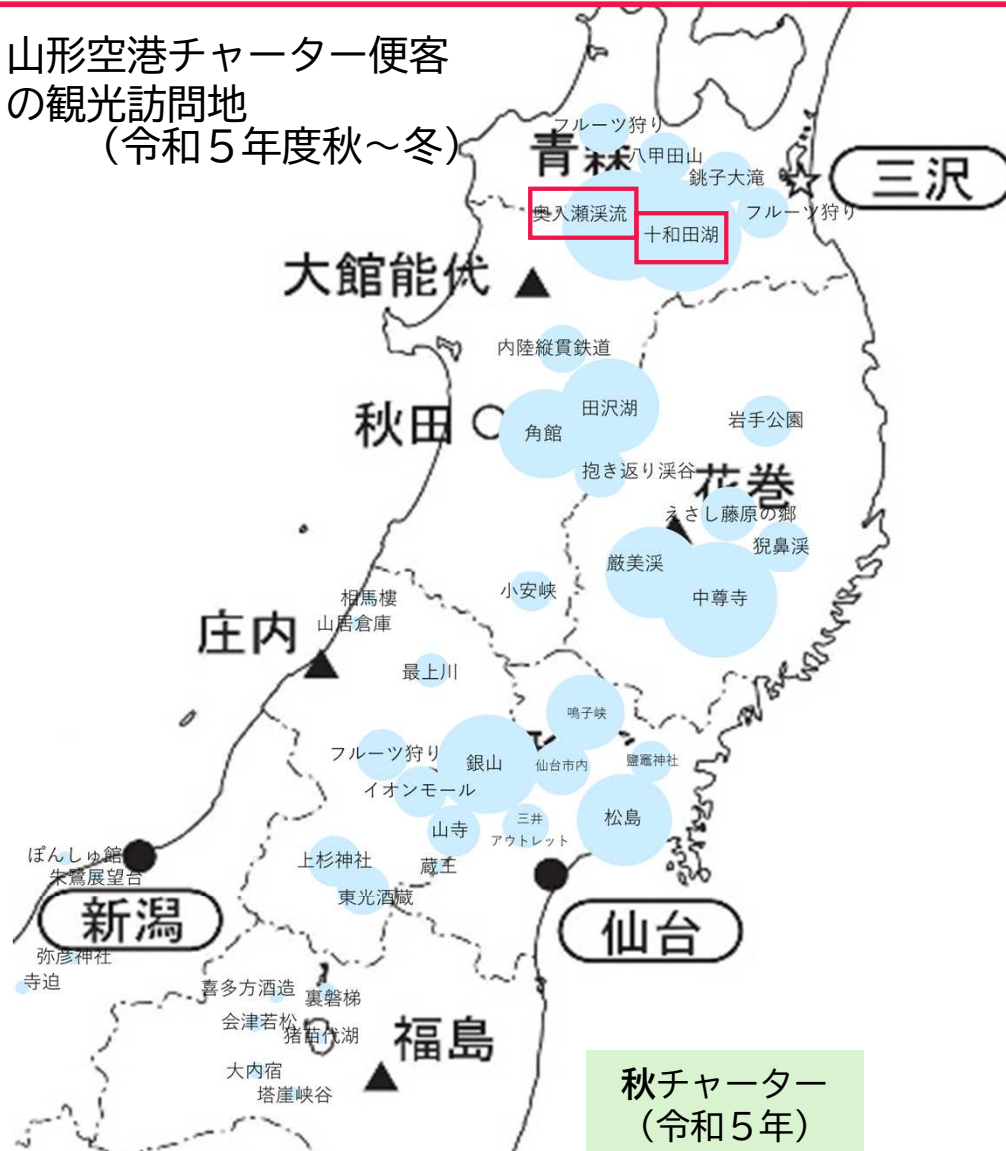 山形空港チャーター便客
の観光訪問地
（令和５年度秋～冬）
フルーツ狩り
青森
八甲田山
銚子大滝
三沢
奥入瀬渓流
フルーツ狩り
十和田湖
大館能代
内陸縦貫鉄道
田沢湖
秋田
角館
岩手公園
抱き返り渓谷
花巻
えさし藤原の郷
猊鼻渓
厳美渓
小安峡
中尊寺
相馬樓
山居倉庫
庄内
最上川
鳴子峡
フルーツ狩り
銀山
仙台市内
鹽竈神社
イオンモール
三井
アウトレット
松島
山寺
上杉神社
蔵王
ぽんしゅ館
朱鷺展望台
東光酒蔵
新潟
仙台
弥彦神社
寺迫
喜多方酒造
裏磐梯
会津若松
猪苗代湖
福島
大内宿
塔崖峡谷
秋チャーター
（令和５年）